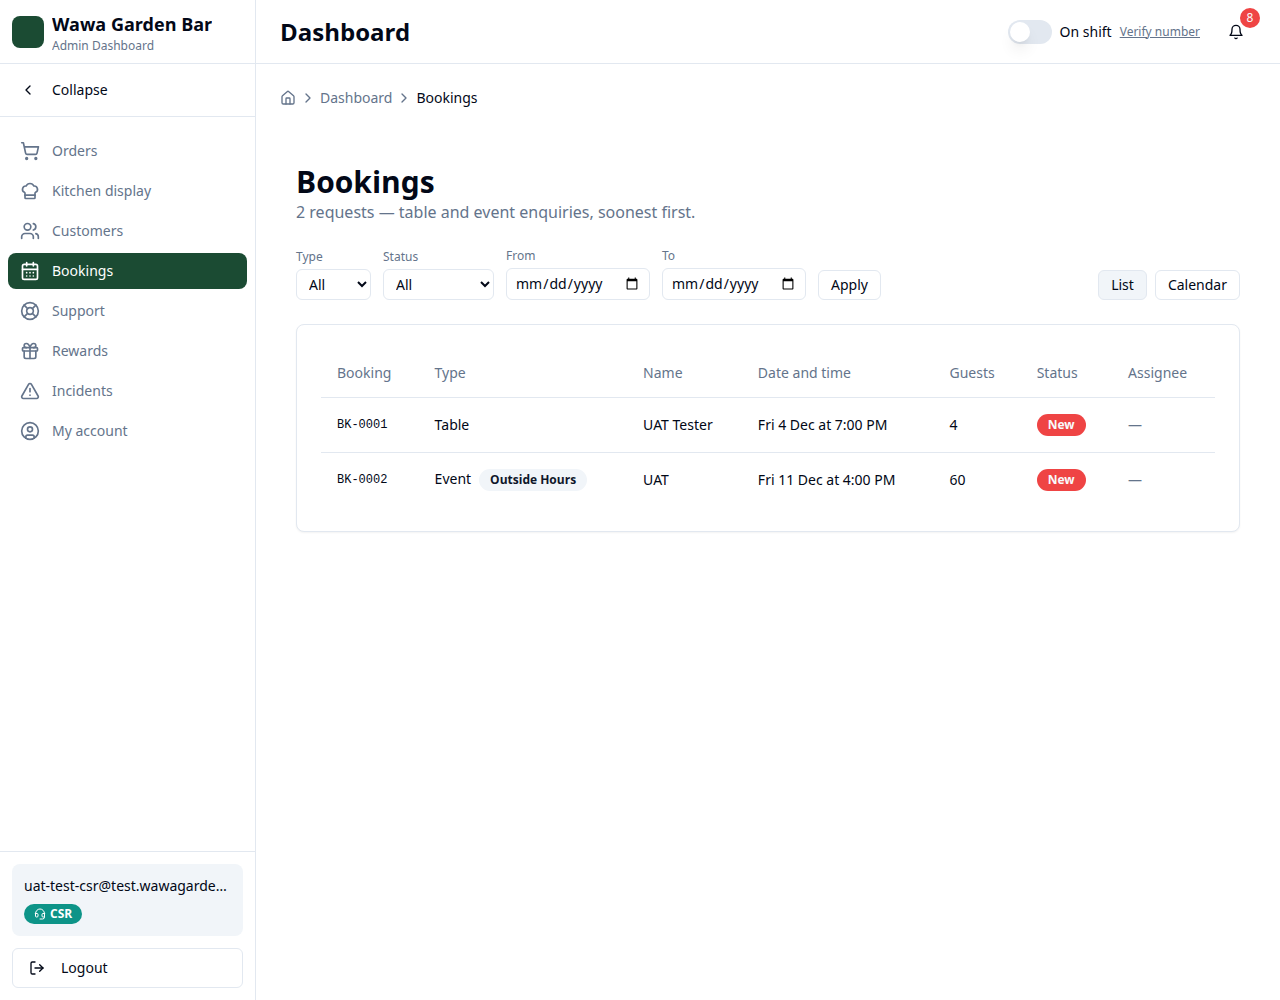 Wawa Garden Bar
Admin Dashboard
Dashboard
On shift
Verify number
8
Collapse
Dashboard
Bookings
Orders
Kitchen display
Customers
Bookings
Support
Rewards
Incidents
My account
Bookings
2 requests — table and event enquiries, soonest first.
Type Status From To
All All mm/dd/yyyy mm/dd/yyyy Apply List Calendar
Booking Type Name Date and time Guests Status Assignee
BK-0001 Table UAT Tester Fri 4 Dec at 7:00 PM 4 New —
BK-0002 Event Outside Hours UAT Fri 11 Dec at 4:00 PM 60 New —
uat-test-csr@test.wawagarde...
CSR
Logout